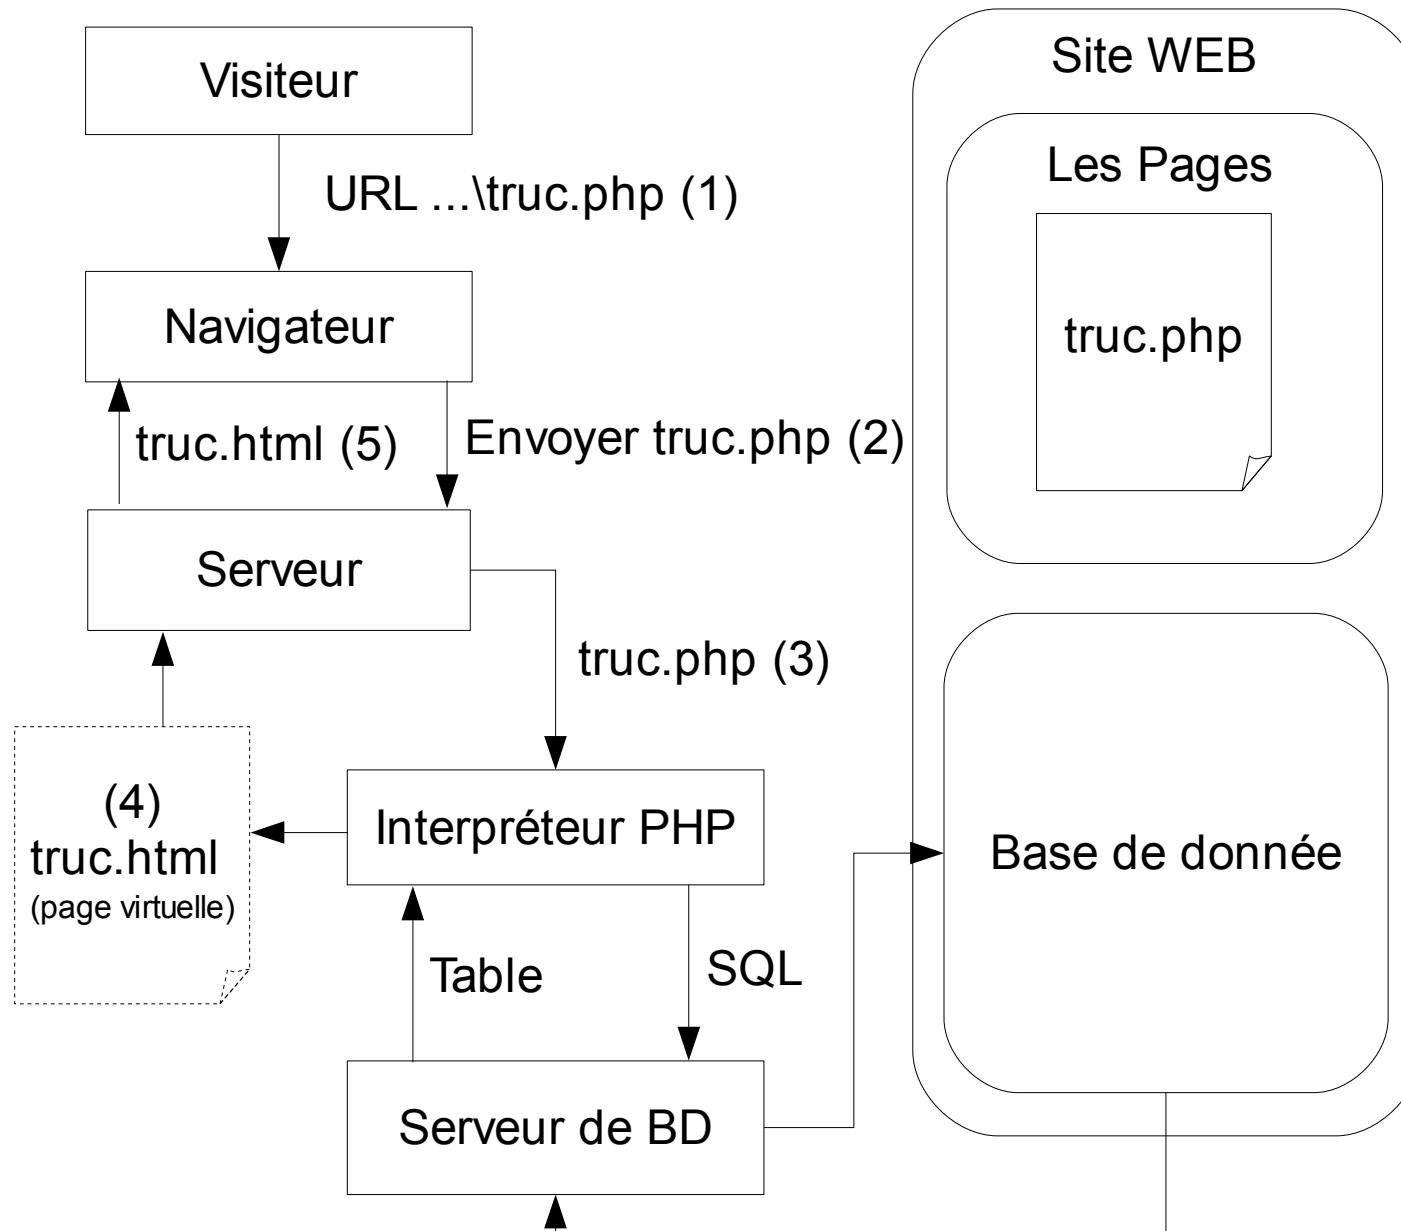 Visiteur
URL ...\truc.php (1)
Navigateur
truc.html (5)
Envoyer truc.php (2)
Serveur
truc.php (3)
(4)
truc.html
(page virtuelle)
Interpréteur PHP
Table
SQL
Serveur de BD
Site WEB
Les Pages
truc.php
Base de donnée